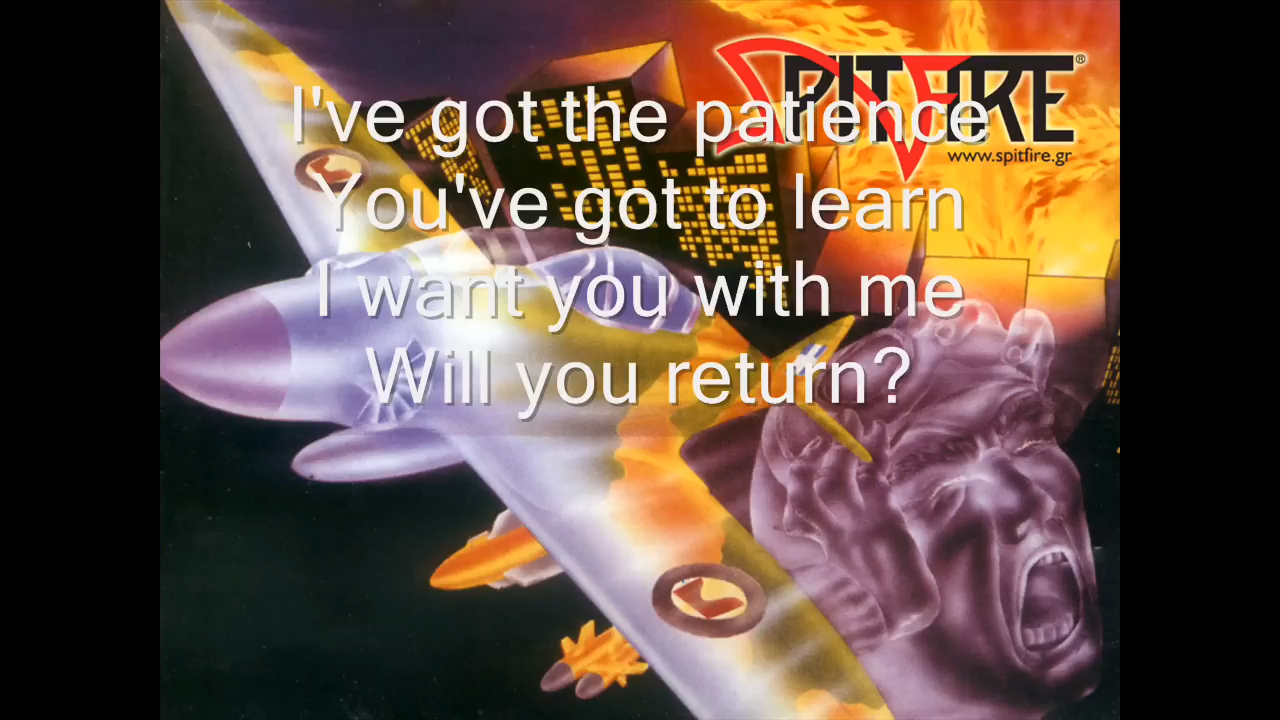 SPITFIRE®
www.spitfire.gr
I've got the patience
You've got to learn
I want you with me
Will you return?